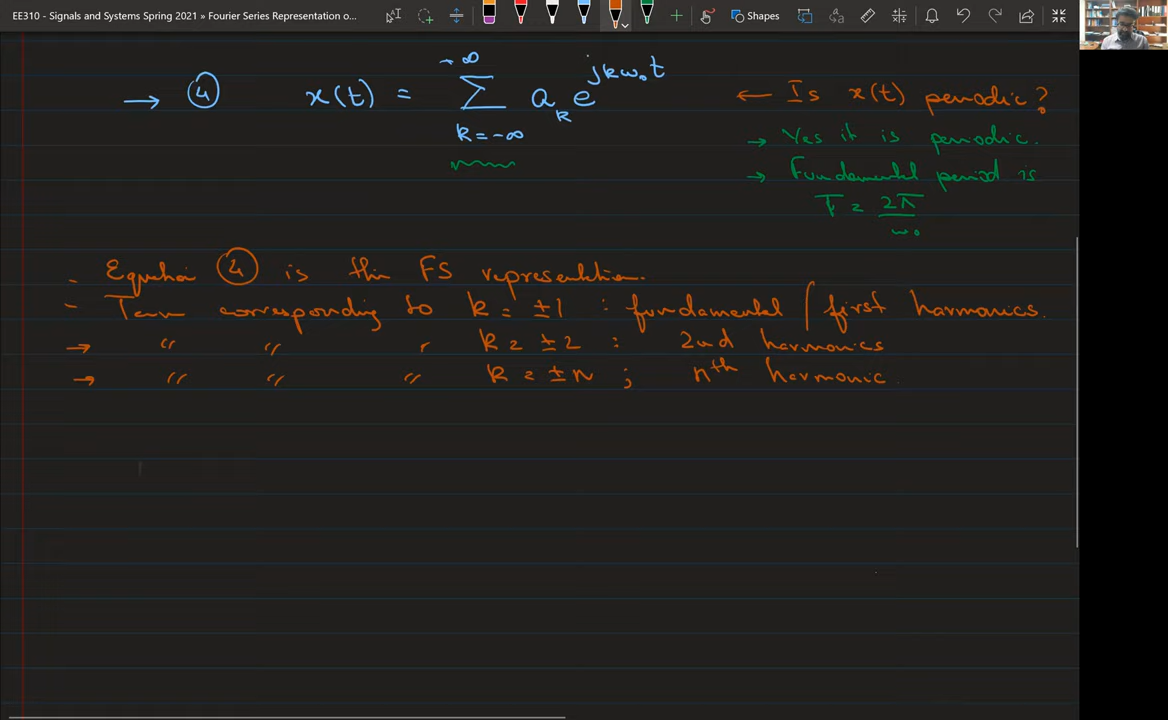 EE310 - Signals and Systems Spring 2021 » Fourier Series Representation o...
Shapes
→ ④ x(t) = ∑ aₖ e^{jkω₀t}
+∞
k = -∞
← Is x(t) periodic?
→ Yes it is periodic.
→ Fundamental period is
T = 2π
ω₀
- Equation ④ is the FS representation.
- Term corresponding to k = ±1 : fundamental / first harmonics.
→ " " " k = ±2 : 2nd harmonics
→ " " " k = ±N ; nth harmonic.